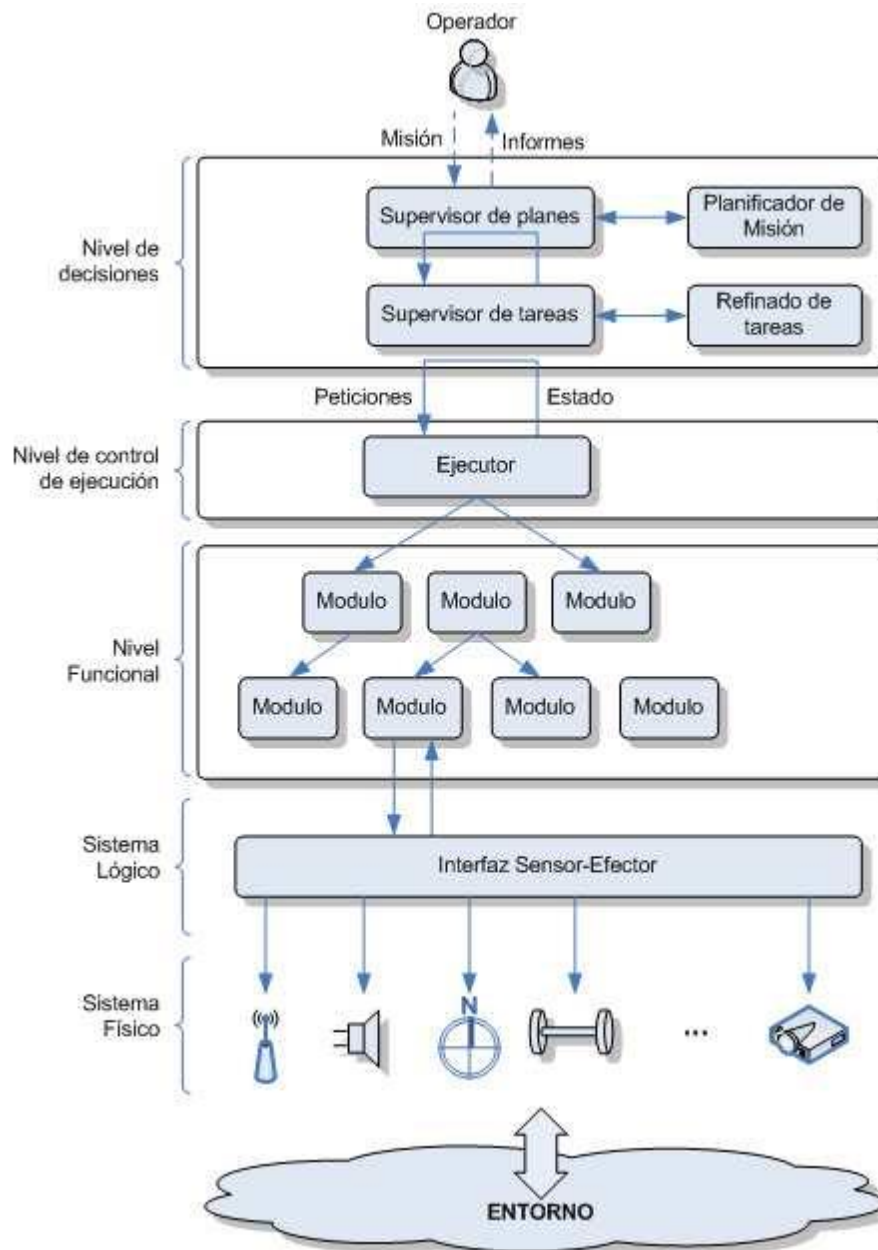 Operador
Misión
Informes
Nivel de
decisiones
Supervisor de planes
Planificador de
Misión
Supervisor de tareas
Refinado de
tareas
Peticiones
Estado
Nivel de control
de ejecución
Ejecutor
Nivel
Funcional
Modulo
Modulo
Modulo
Modulo
Modulo
Modulo
Modulo
Sistema
Lógico
Interfaz Sensor-Efector
Sistema
Físico
N
...
ENTORNO